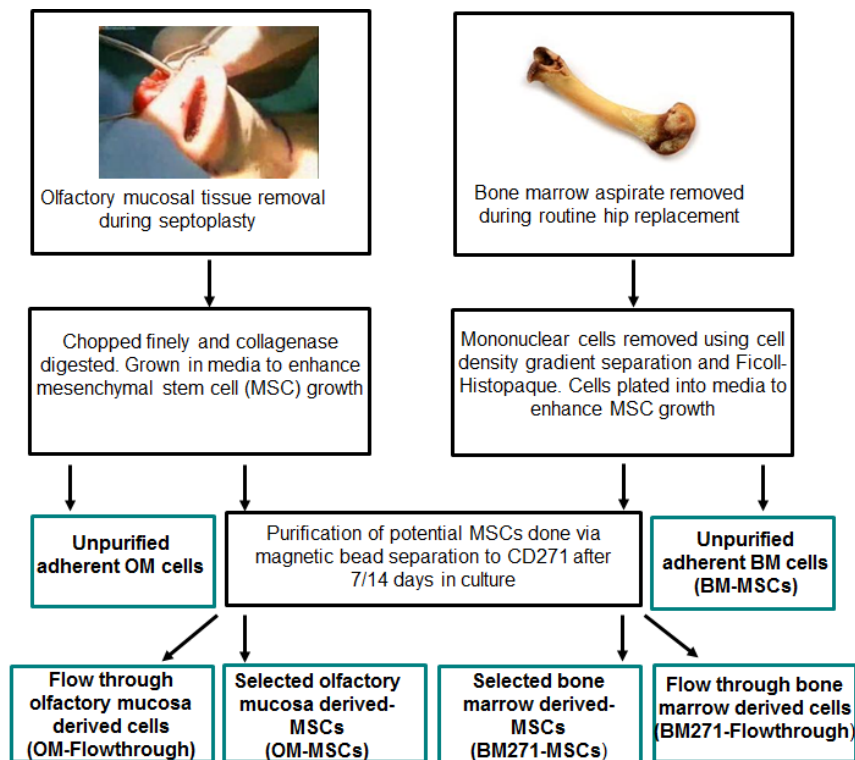 Olfactory mucosal tissue removal
during septoplasty
Bone marrow aspirate removed
during routine hip replacement
Chopped finely and collagenase
digested. Grown in media to enhance
mesenchymal stem cell (MSC) growth
Mononuclear cells removed using cell
density gradient separation and Ficoll-
Histopaque. Cells plated into media to
enhance MSC growth
Unpurified
adherent OM cells
Purification of potential MSCs done via
magnetic bead separation to CD271 after
7/14 days in culture
Unpurified
adherent BM cells
(BM-MSCs)
Flow through
olfactory mucosa
derived cells
(OM-Flowthrough)
Selected olfactory
mucosa derived-
MSCs
(OM-MSCs)
Selected bone
marrow derived-
MSCs
(BM271-MSCs)
Flow through bone
marrow derived cells
(BM271-Flowthrough)